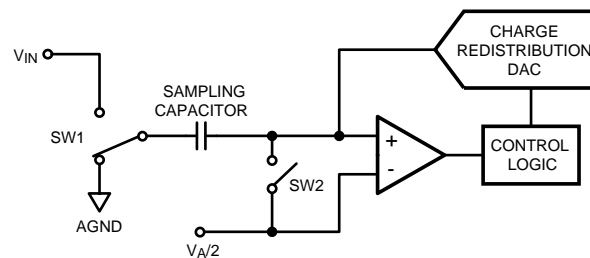 CHARGE
REDISTRIBUTION
DAC
VIN
SAMPLING
CAPACITOR
SW1
+
-
CONTROL
LOGIC
SW2
AGND
VA/2